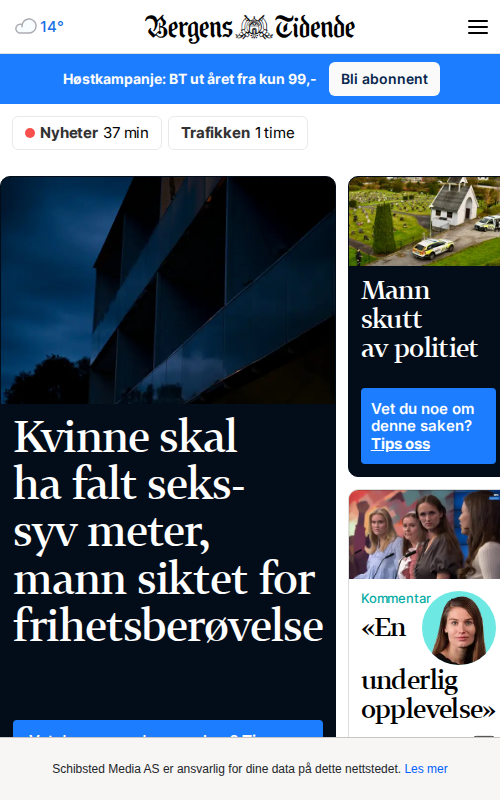 14°
Bergens Tidende
Høstkampanje: BT ut året fra kun 99,-
Bli abonnent
Nyheter 37 min
Trafikken 1 time
Kvinne skal
ha falt seks-
syv meter,
mann siktet for
frihetsberøvelse
Mann
skutt
av politiet
Vet du noe om
denne saken?
Tips oss
Kommentar
«En
underlig
opplevelse»
Schibsted Media AS er ansvarlig for dine data på dette nettstedet. Les mer